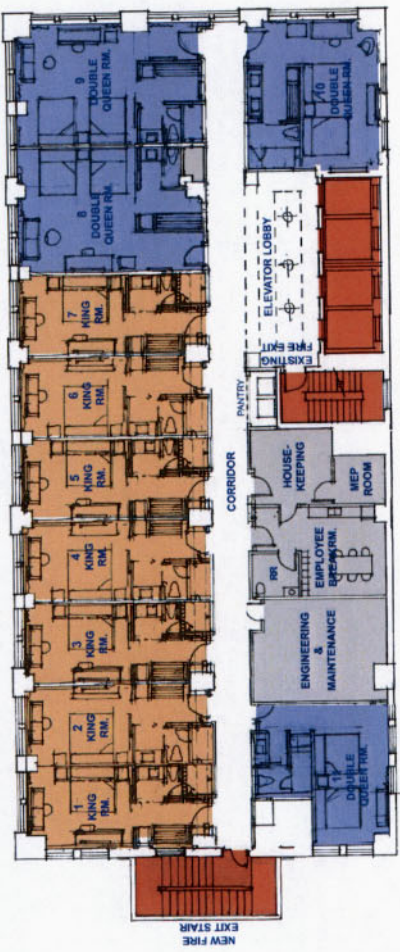 1
KING
RM.
2
KING
RM.
3
KING
RM.
4
KING
RM.
5
KING
RM.
6
KING
RM.
7
KING
RM.
8
DOUBLE
QUEEN RM.
9
DOUBLE
QUEEN RM.
NEW FIRE
EXIT STAIR
CORRIDOR
PANTRY
11
DOUBLE
QUEEN RM.
ENGINEERING
&
MAINTENANCE
RR
EMPLOYEE
BREAKRM.
HOUSE-
KEEPING
MEP
ROOM
EXISTING
FIRE EXIT
ELEVATOR LOBBY
10
DOUBLE
QUEEN RM.